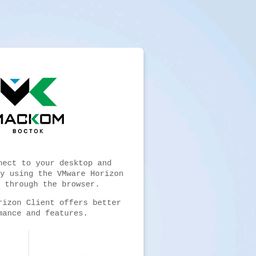 МАСКОМ
ВОСТОК
nect to your desktop and
y using the VMware Horizon
through the browser.
rizon Client offers better
mance and features.